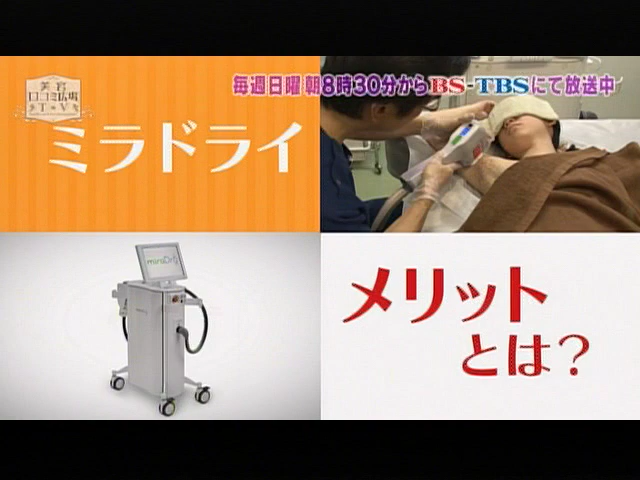 毎週日曜 朝8時30分からBS-TBSにて放送中
美容
口コミ広場
ミラドライ
miraDry
メリット
とは?